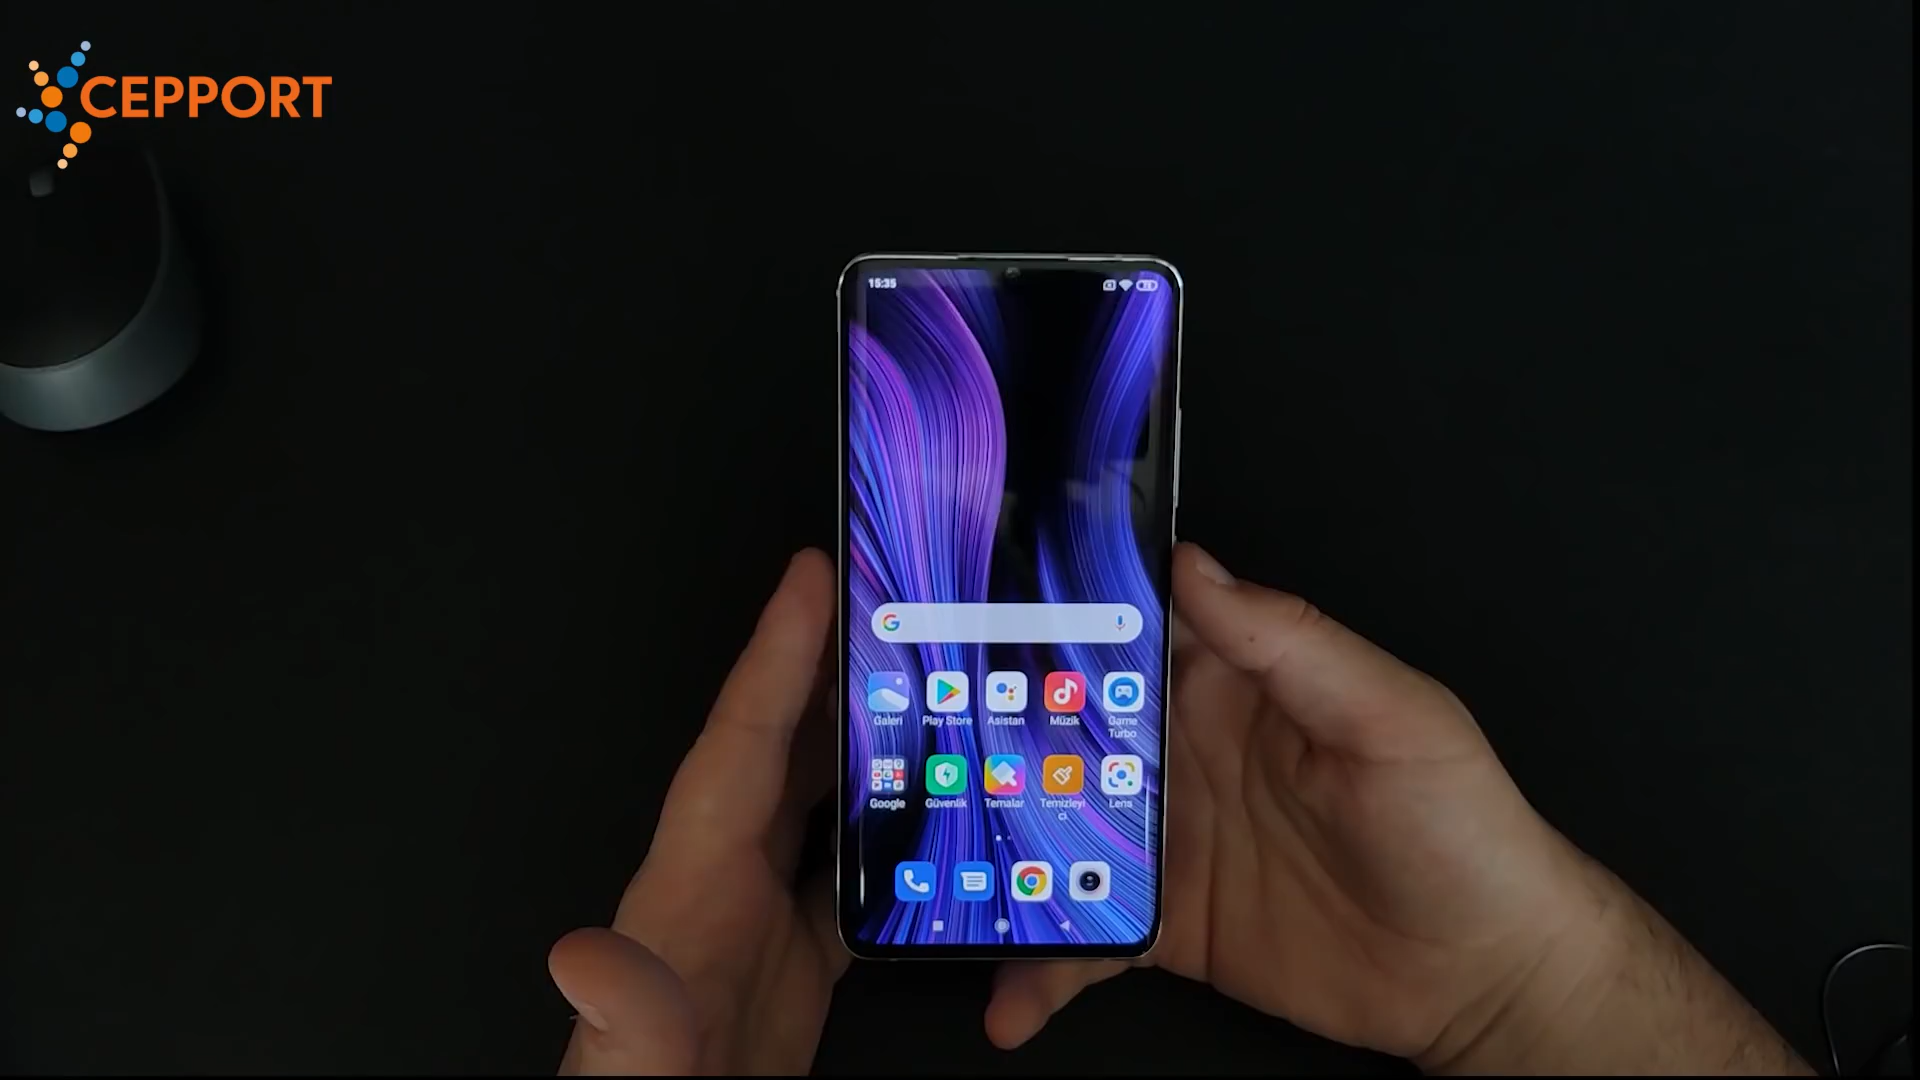 CEPPORT
15:35
Galeri
Play Store
Asistan
Müzik
Game
Turbo
Google
Güvenlik
Temalar
Temizleyi
ci
Lens